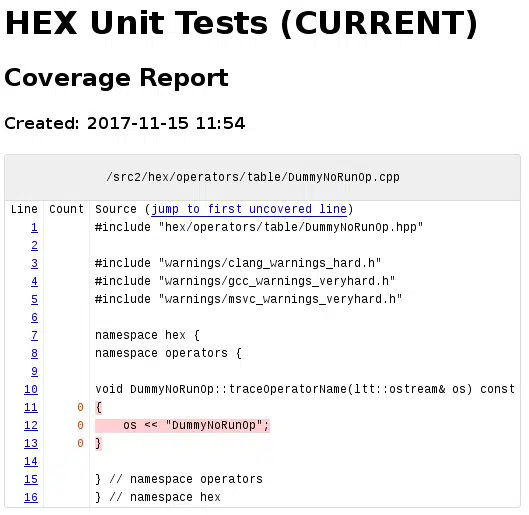 HEX Unit Tests (CURRENT)
Coverage Report
Created: 2017-11-15 11:54
/src2/hex/operators/table/DummyNoRunOp.cpp
Line Count Source (jump to first uncovered line)
1 #include "hex/operators/table/DummyNoRunOp.hpp"
2
3 #include "warnings/clang_warnings_hard.h"
4 #include "warnings/gcc_warnings_veryhard.h"
5 #include "warnings/msvc_warnings_veryhard.h"
6
7 namespace hex {
8 namespace operators {
9
10 void DummyNoRunOp::traceOperatorName(ltt::ostream& os) const
11 0 {
12 0     os << "DummyNoRunOp";
13 0 }
14
15 } // namespace operators
16 } // namespace hex